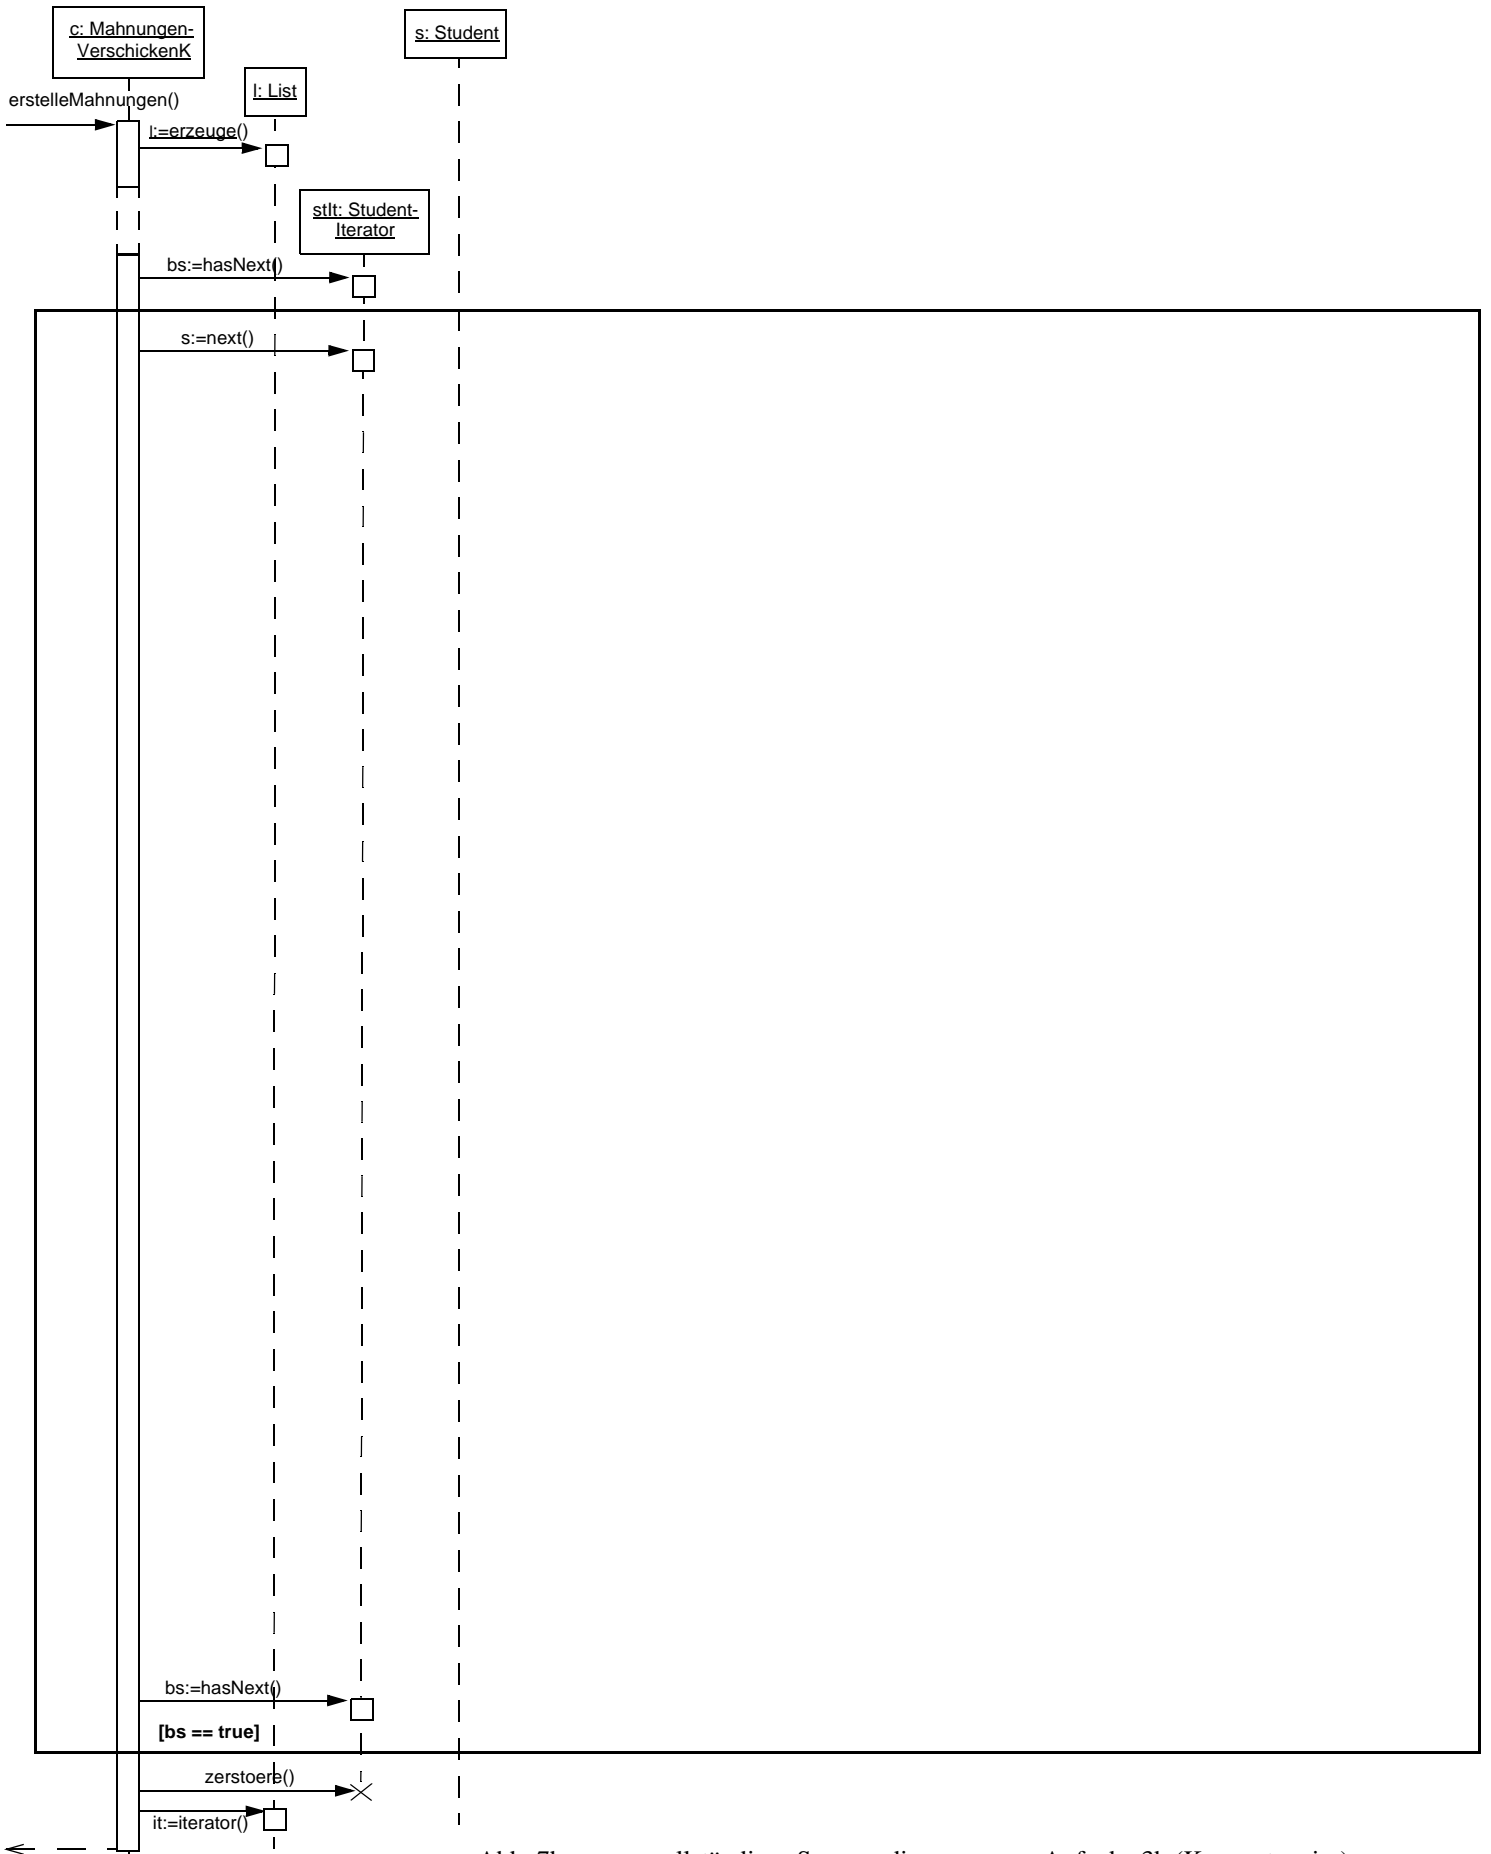 c: Mahnungen-
VerschickenK
s: Student
l: List
erstelleMahnungen()
l:=erzeuge()
stIt: Student-
Iterator
bs:=hasNext()
s:=next()
bs:=hasNext()
[bs == true]
zerstoere()
it:=iterator()